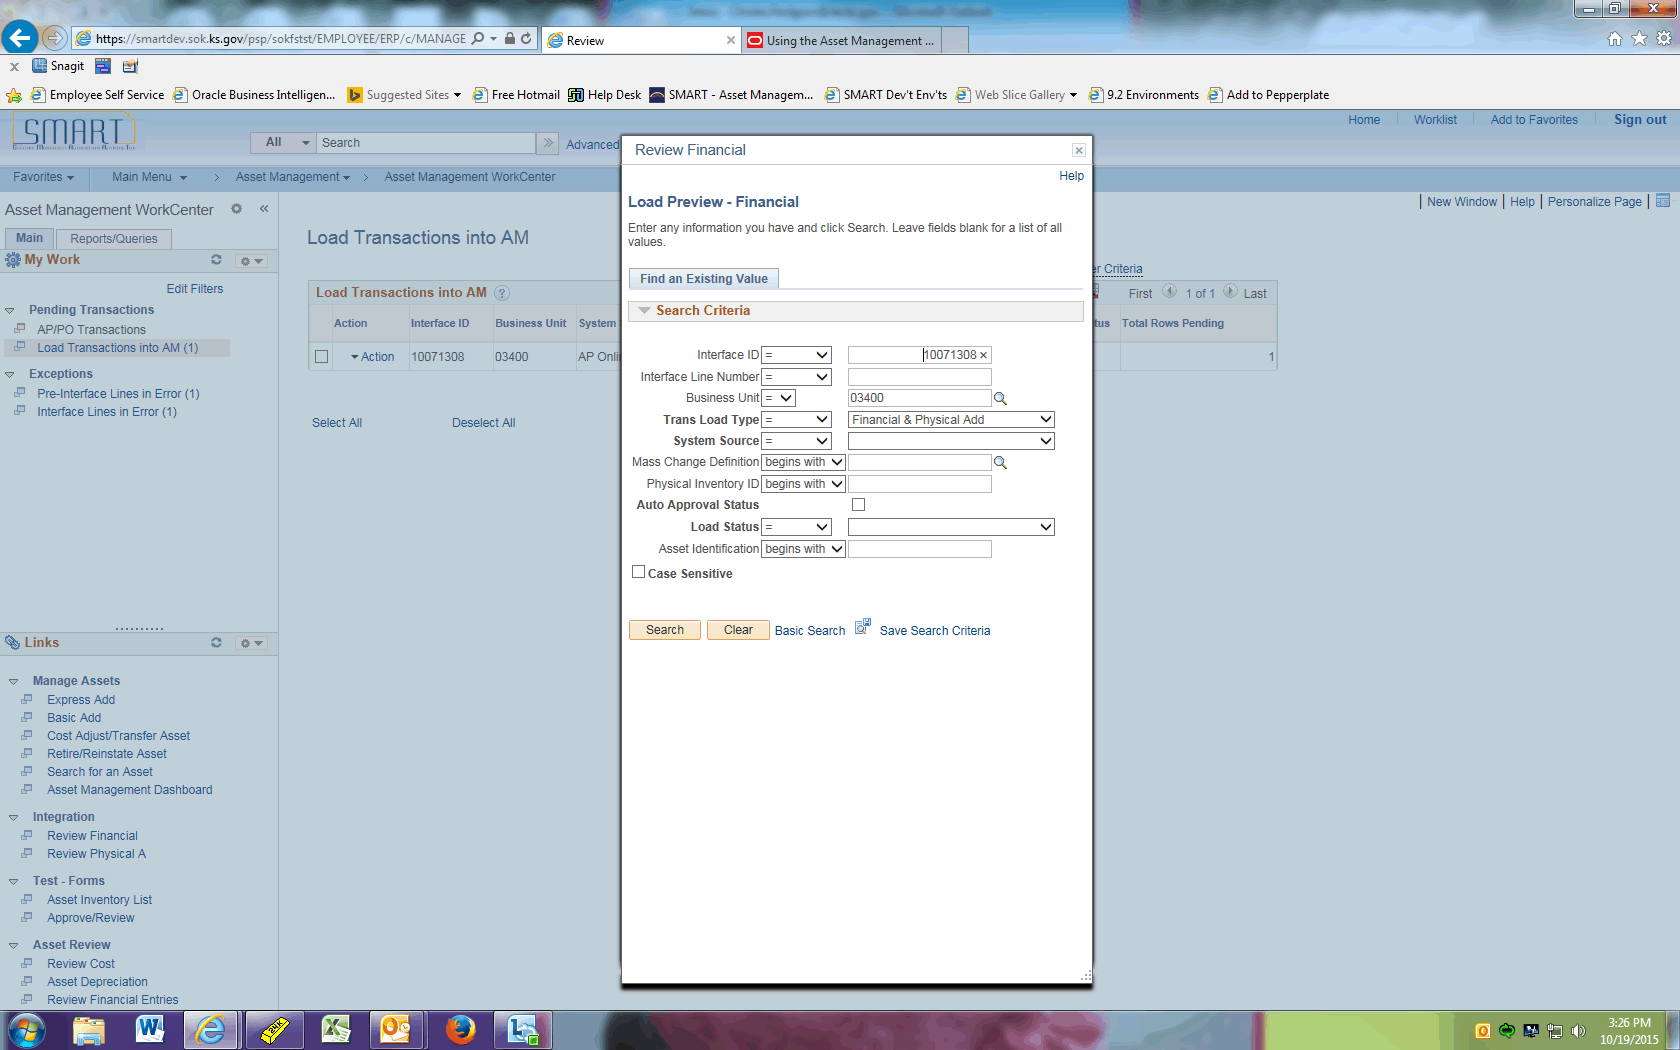 https://smartdev.sok.ks.gov/psp/sokfstst/EMPLOYEE/ERP/c/MANAGE
Review
Using the Asset Management ...
Snagit
Employee Self Service
Oracle Business Intelligen...
Suggested Sites
Free Hotmail
Help Desk
SMART - Asset Managem...
SMART Dev't Env'ts
Web Slice Gallery
9.2 Environments
Add to Pepperplate
SMART
All
Search
Advanced
Home
Worklist
Add to Favorites
Sign out
Favorites
Main Menu
Asset Management
Asset Management WorkCenter
New Window
Help
Personalize Page
Asset Management WorkCenter
Main
Reports/Queries
My Work
Edit Filters
Pending Transactions
AP/PO Transactions
Load Transactions into AM (1)
Exceptions
Pre-Interface Lines in Error (1)
Interface Lines in Error (1)
Links
Manage Assets
Express Add
Basic Add
Cost Adjust/Transfer Asset
Retire/Reinstate Asset
Search for an Asset
Asset Management Dashboard
Integration
Review Financial
Review Physical A
Test - Forms
Asset Inventory List
Approve/Review
Asset Review
Review Cost
Asset Depreciation
Review Financial Entries
Load Transactions into AM
er Criteria
Load Transactions into AM
First 1 of 1 Last
Action Interface ID Business Unit System tus Total Rows Pending
Action 10071308 03400 AP Onli 1
Select All
Deselect All
Review Financial
Help
Load Preview - Financial
Enter any information you have and click Search. Leave fields blank for a list of all
values.
Find an Existing Value
Search Criteria
Interface ID = 10071308
Interface Line Number =
Business Unit = 03400
Trans Load Type = Financial & Physical Add
System Source =
Mass Change Definition begins with
Physical Inventory ID begins with
Auto Approval Status
Load Status =
Asset Identification begins with
Case Sensitive
Search
Clear
Basic Search
Save Search Criteria
3:26 PM
10/19/2015